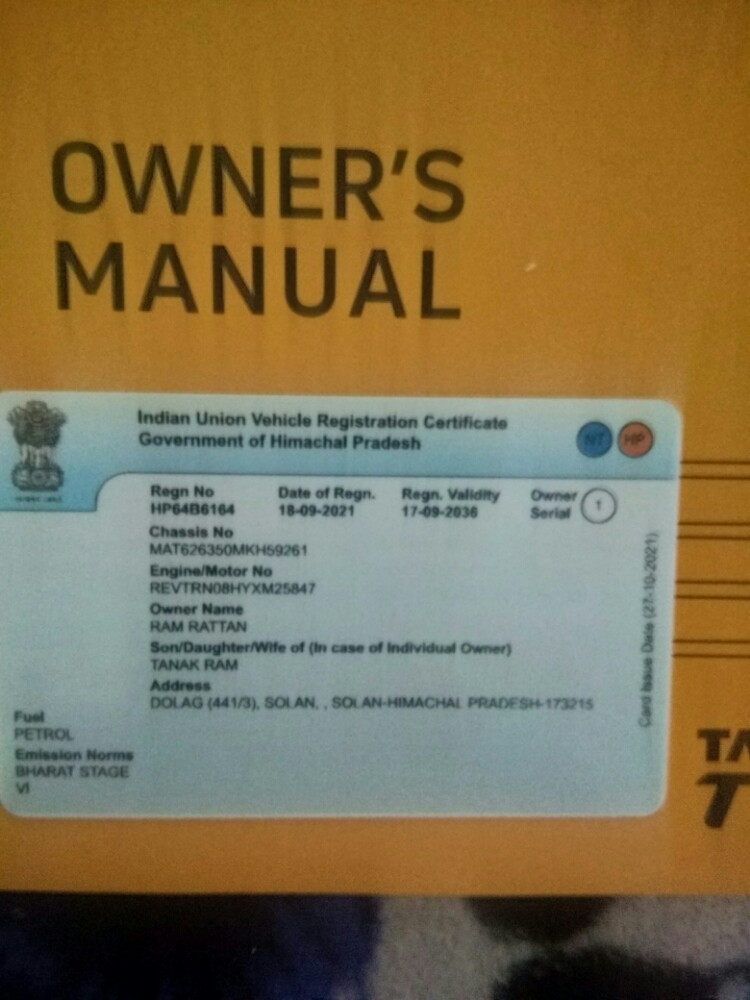 OWNER'S
MANUAL
Indian Union Vehicle Registration Certificate
Government of Himachal Pradesh
NT HP
Regn No Date of Regn. Regn. Validity Owner Serial 1
HP64B6164 18-09-2021 17-09-2036
Chassis No
MAT626350MKH59261
Engine/Motor No
REVTRN08HYXM25847
Owner Name
RAM RATTAN
Son/Daughter/Wife of (In case of Individual Owner)
TANAK RAM
Address
DOLAG (441/3), SOLAN, , SOLAN-HIMACHAL PRADESH-173215
Card Issue Date (27-10-2021)
Fuel
PETROL
Emission Norms
BHARAT STAGE
VI
TA
T